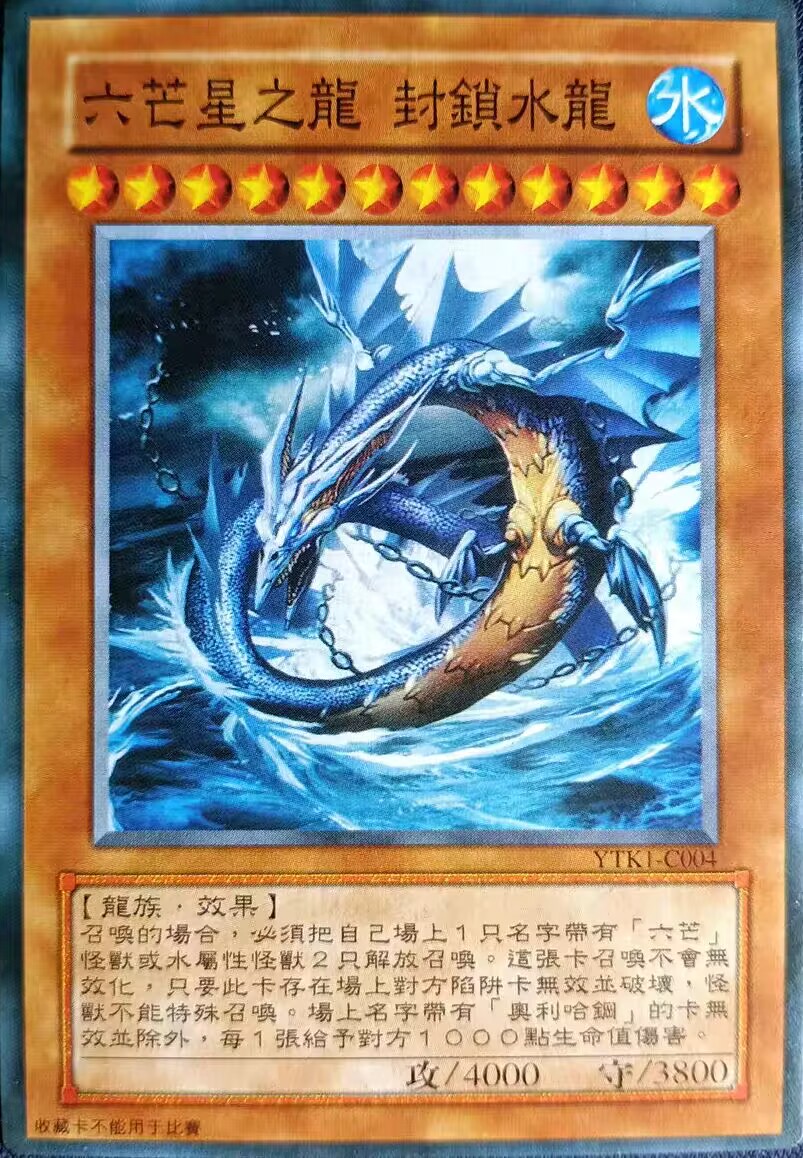 六芒星之龍 封鎖水龍 水
YTK1-C004
【龍族·效果】
召喚的場合，必須把自己場上1只名字帶有「六芒」
怪獸或水屬性怪獸2只解放召喚。這張卡召喚不會無
效化，只要此卡存在場上對方陷阱卡無效並破壞，怪
獸不能特殊召喚。場上名字帶有「奧利哈鋼」的卡無
效並除外，每1張給予對方1000點生命值傷害。
攻/4000 守/3800
收藏卡不能用于比賽